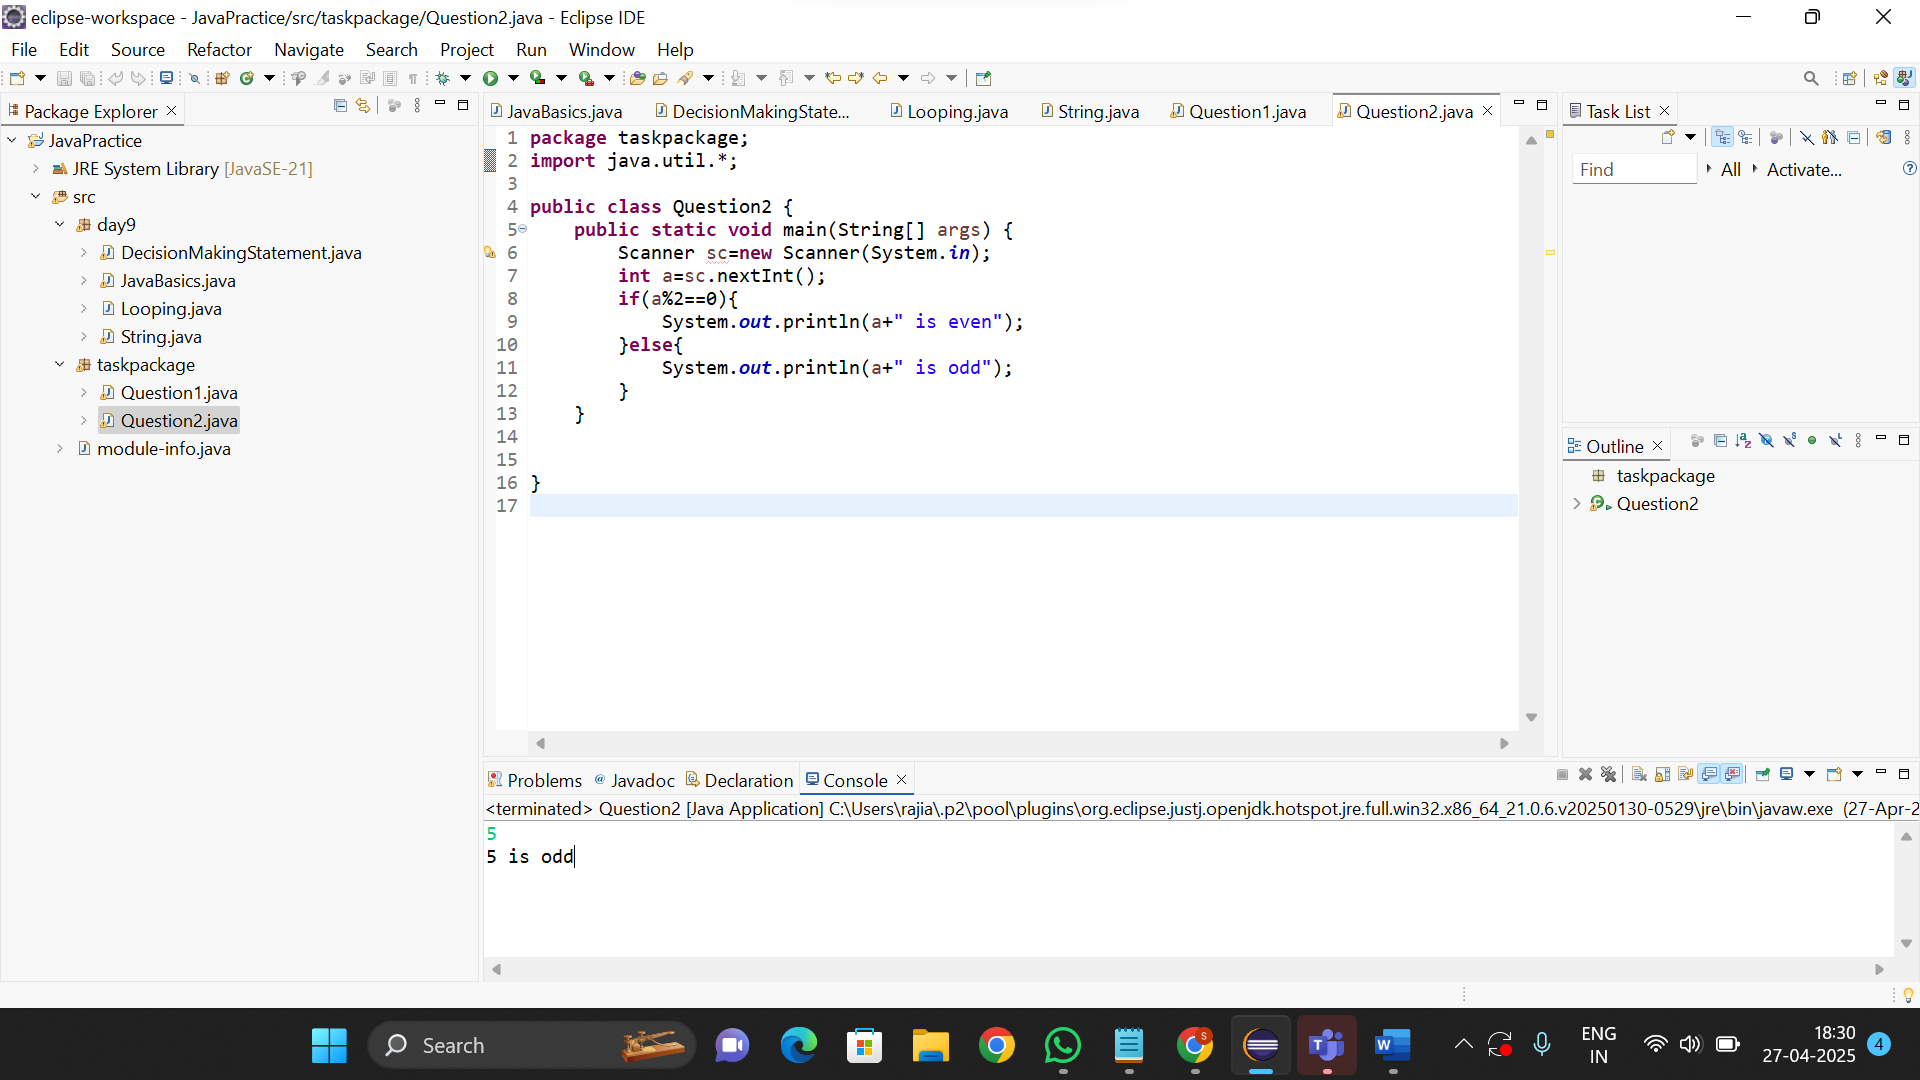 eclipse-workspace - JavaPractice/src/taskpackage/Question2.java - Eclipse IDE
File Edit Source Refactor Navigate Search Project Run Window Help
Package Explorer
JavaPractice
JRE System Library [JavaSE-21]
src
day9
DecisionMakingStatement.java
JavaBasics.java
Looping.java
String.java
taskpackage
Question1.java
Question2.java
module-info.java
JavaBasics.java DecisionMakingState... Looping.java String.java Question1.java Question2.java
1 package taskpackage;
2 import java.util.*;
3
4 public class Question2 {
5 public static void main(String[] args) {
6 Scanner sc=new Scanner(System.in);
7 int a=sc.nextInt();
8 if(a%2==0){
9 System.out.println(a+" is even");
10 }else{
11 System.out.println(a+" is odd");
12 }
13 }
14
15
16 }
17
Task List
Find All Activate...
Outline
taskpackage
Question2
Problems Javadoc Declaration Console
<terminated> Question2 [Java Application] C:\Users\rajia\.p2\pool\plugins\org.eclipse.justj.openjdk.hotspot.jre.full.win32.x86_64_21.0.6.v20250130-0529\jre\bin\javaw.exe (27-Apr-2
5
5 is odd
Search
ENG
IN
18:30
27-04-2025
4